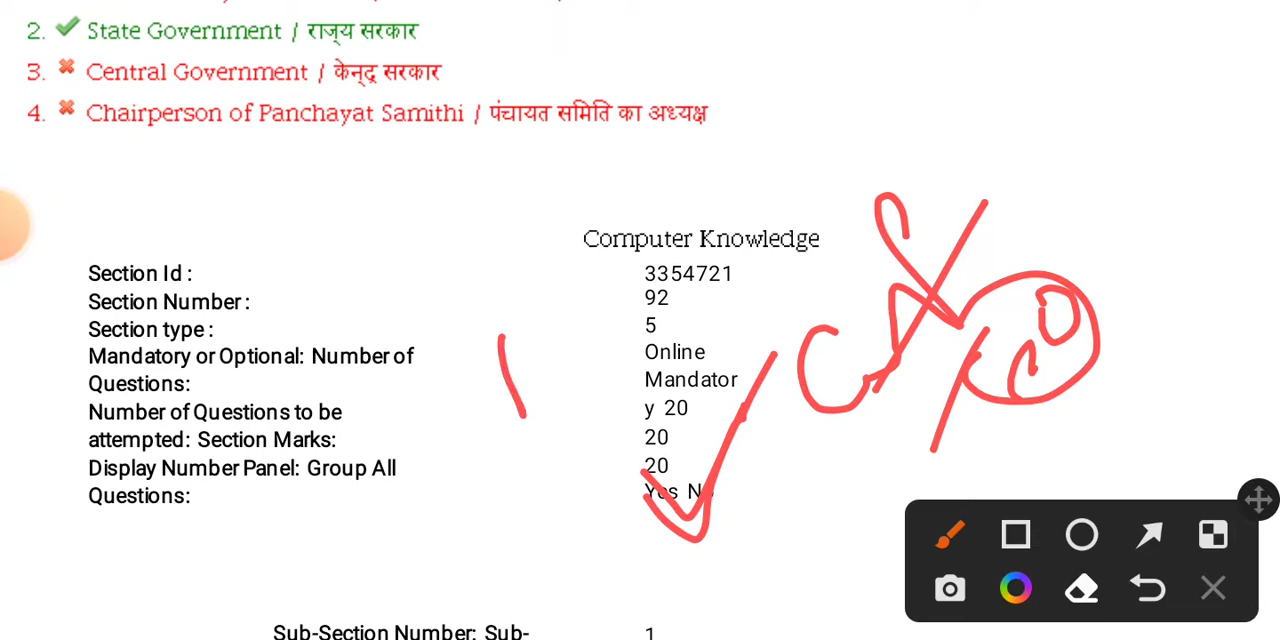 2. State Government / राज्य सरकार
3. Central Government / केन्द्र सरकार
4. Chairperson of Panchayat Samithi / पंचायत समिति का अध्यक्ष
Computer Knowledge
Section Id : 3354721
Section Number : 92
Section type : 5
Mandatory or Optional: Number of Online
Questions: Mandator
Number of Questions to be y 20
attempted: Section Marks: 20
Display Number Panel: Group All 20
Questions: Yes No
Sub-Section Number: Sub- 1
20